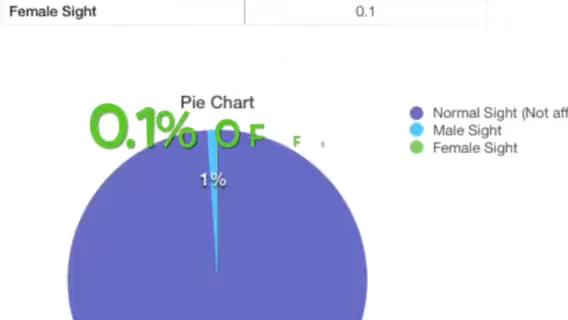 Female Sight 0.1
Pie Chart
0.1% OF F
Normal Sight (Not aff
Male Sight
Female Sight
1%